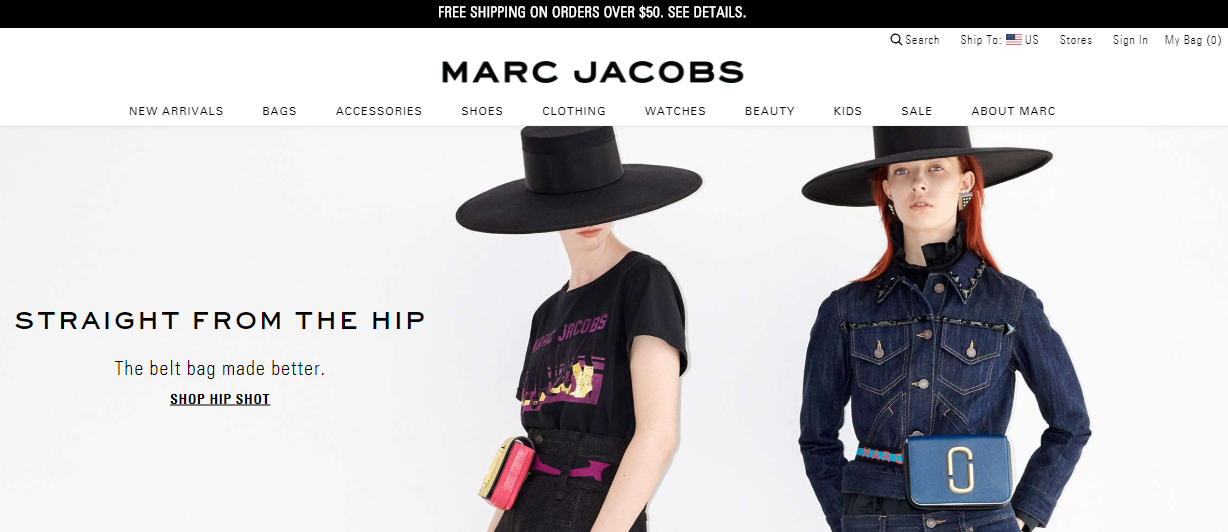 FREE SHIPPING ON ORDERS OVER $50. SEE DETAILS.
Search Ship To: US Stores Sign In My Bag (0)
MARC JACOBS
NEW ARRIVALS BAGS ACCESSORIES SHOES CLOTHING WATCHES BEAUTY KIDS SALE ABOUT MARC
MARC JACOBS
STRAIGHT FROM THE HIP
The belt bag made better.
SHOP HIP SHOT
MARC